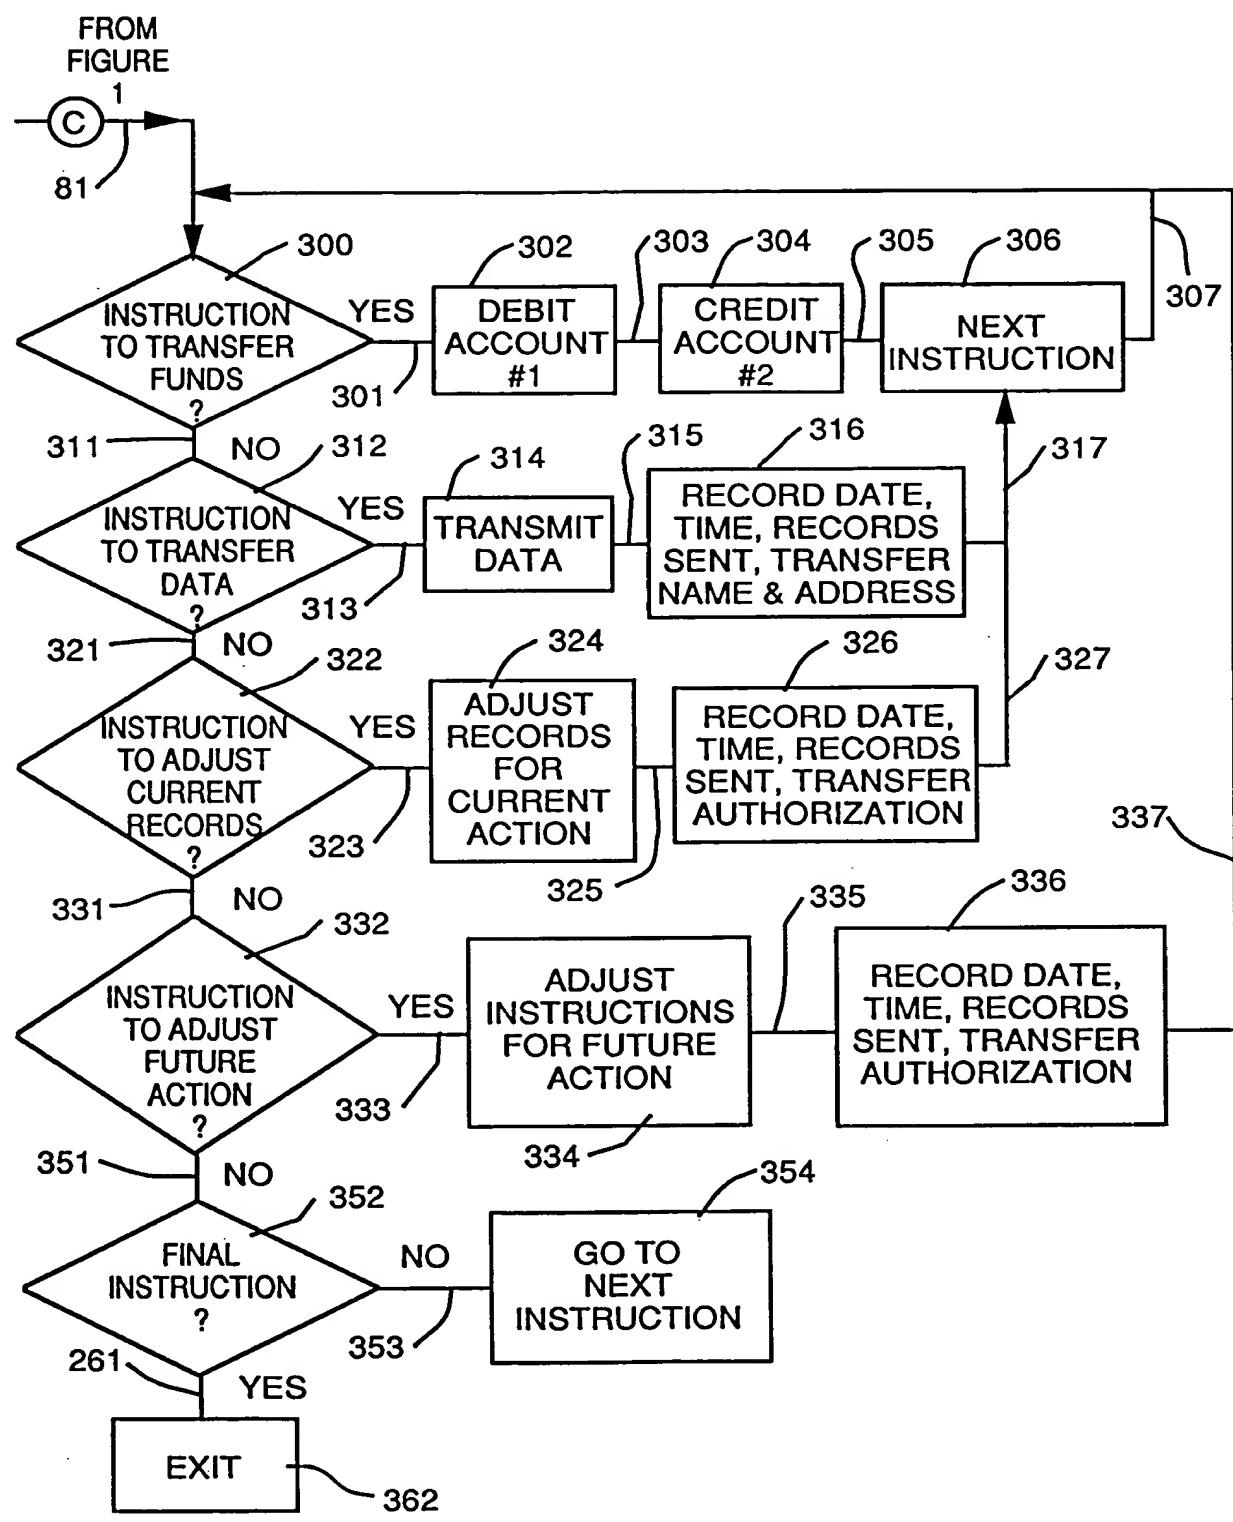 FROM
FIGURE
1
C
81
300
INSTRUCTION
TO TRANSFER
FUNDS
?
YES
301
302
DEBIT
ACCOUNT
#1
303
304
CREDIT
ACCOUNT
#2
305
306
NEXT
INSTRUCTION
307
311
NO
312
INSTRUCTION
TO TRANSFER
DATA
?
YES
313
314
TRANSMIT
DATA
315
316
RECORD DATE,
TIME, RECORDS
SENT, TRANSFER
NAME & ADDRESS
317
321
NO
322
INSTRUCTION
TO ADJUST
CURRENT
RECORDS
?
YES
323
324
ADJUST
RECORDS
FOR
CURRENT
ACTION
325
326
RECORD DATE,
TIME, RECORDS
SENT, TRANSFER
AUTHORIZATION
327
337
331
NO
332
INSTRUCTION
TO ADJUST
FUTURE
ACTION
?
YES
333
ADJUST
INSTRUCTIONS
FOR FUTURE
ACTION
334
335
336
RECORD DATE,
TIME, RECORDS
SENT, TRANSFER
AUTHORIZATION
351
NO
352
FINAL
INSTRUCTION
?
NO
353
354
GO TO
NEXT
INSTRUCTION
261
YES
EXIT
362